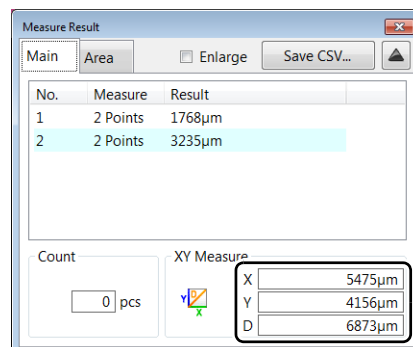 Measure Result
Main Area Enlarge Save CSV...
No. Measure Result
1 2 Points 1768µm
2 2 Points 3235µm
Count XY Measure
0 pcs
X 5475µm
Y 4156µm
D 6873µm